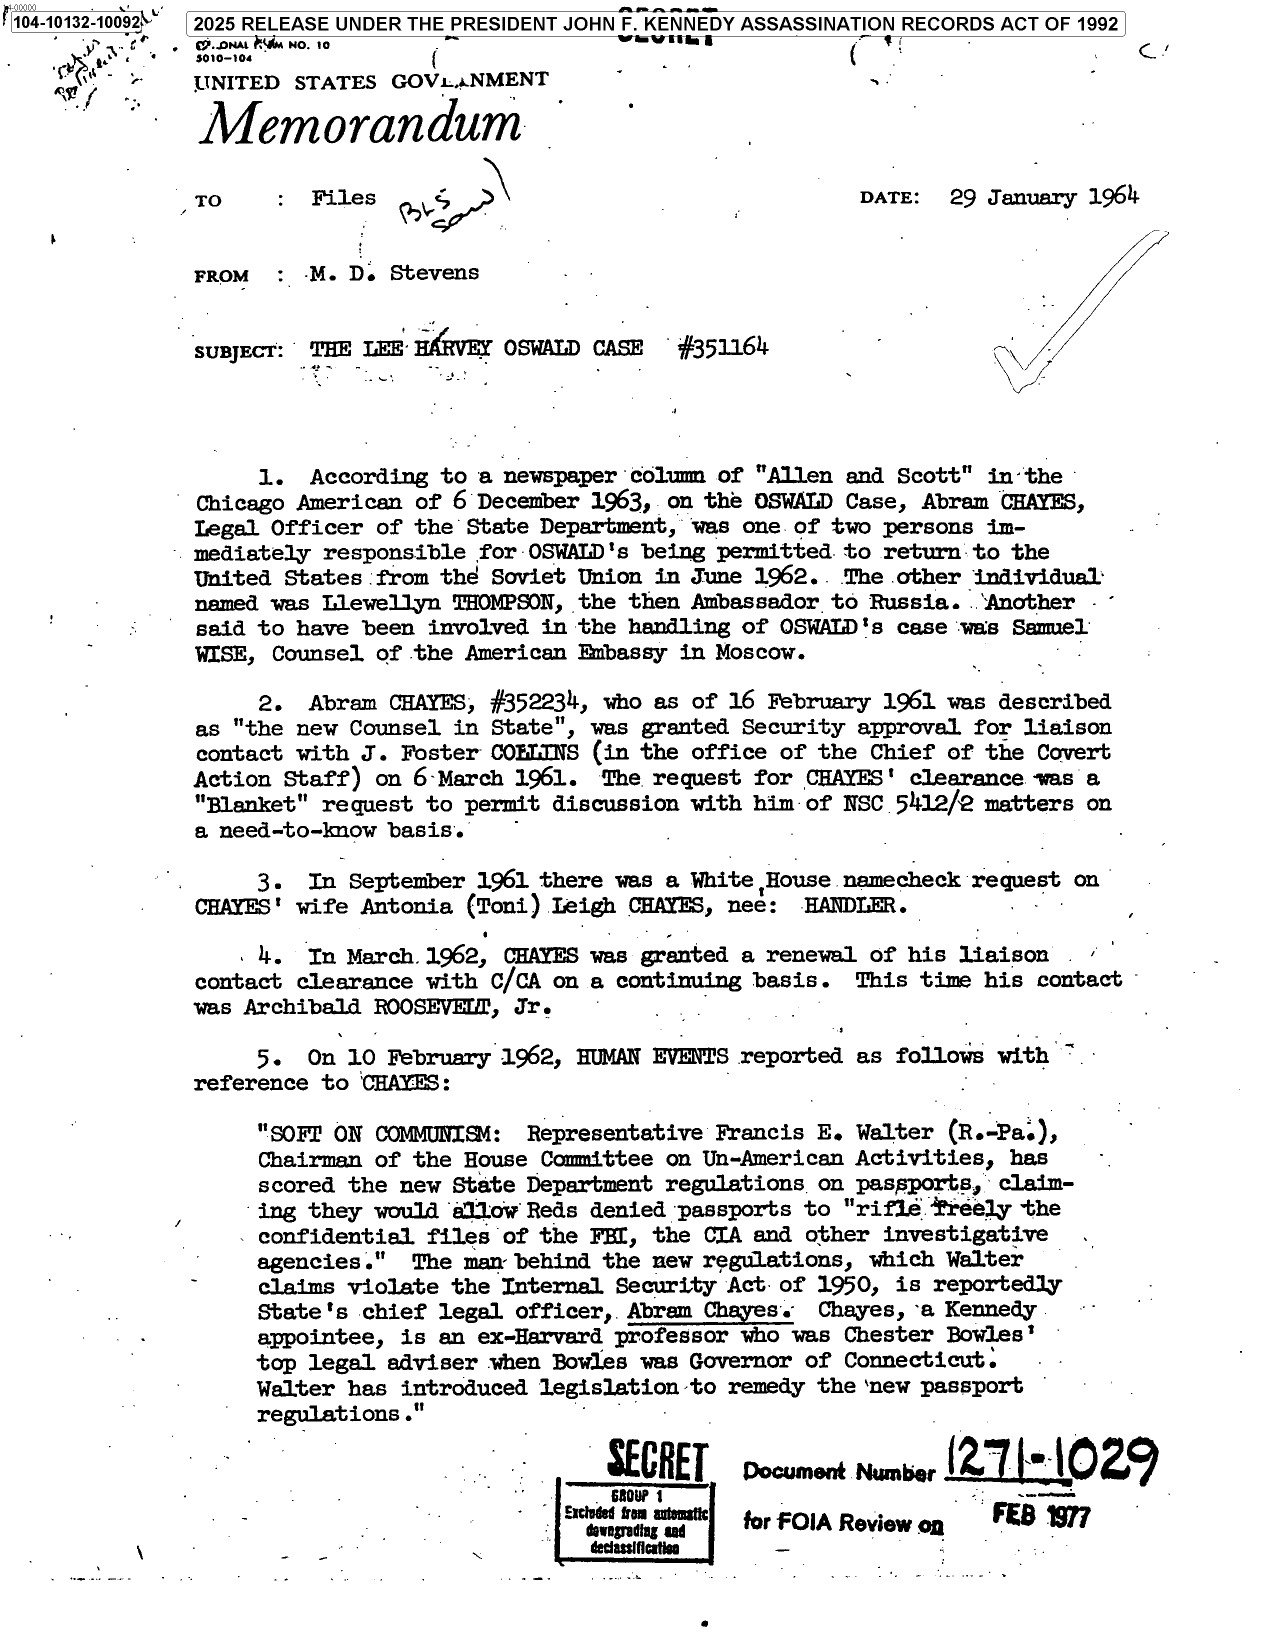 104-10132-10092
2025 RELEASE UNDER THE PRESIDENT JOHN F. KENNEDY ASSASSINATION RECORDS ACT OF 1992
NO. 10
5010-104
UNITED STATES
Memorandum
TO : Files
DATE: 29 January 1964
FROM : M. D. Stevens
SUBJECT: THE LEE HARVEY OSWALD CASE #351164
1. According to a newspaper column of "Allen and Scott" in the
Chicago American of 6 December 1963, on the OSWALD Case, Abram CHAYES,
Legal Officer of the State Department, was one of two persons im-
mediately responsible for OSWALD's being permitted to return to the
United States from the Soviet Union in June 1962. The other individual
named was Llewellyn THOMPSON, the then Ambassador to Russia. Another
said to have been involved in the handling of OSWALD's case was Samuel
WISE, Counsel of the American Embassy in Moscow.
2. Abram CHAYES, #352234, who as of 16 February 1961 was described
as "the new Counsel in State", was granted Security approval for liaison
contact with J. Foster COLLINS (in the office of the Chief of the Covert
Action Staff) on 6 March 1961. The request for CHAYES' clearance was a
"Blanket" request to permit discussion with him of NSC 5412/2 matters on
a need-to-know basis.
3. In September 1961 there was a White House namecheck request on
CHAYES' wife Antonia (Toni) Leigh CHAYES, nee: HANDLER.
4. In March 1962, CHAYES was granted a renewal of his liaison
contact clearance with C/CA on a continuing basis. This time his contact
was Archibald ROOSEVELT, Jr.
5. On 10 February 1962, HUMAN EVENTS reported as follows with
reference to CHAYES:
"SOFT ON COMMUNISM: Representative Francis E. Walter (R.-Pa.),
Chairman of the House Committee on Un-American Activities, has
scored the new State Department regulations on passports, claim-
ing they would allow Reds denied passports to "rifle freely the
confidential files of the FBI, the CIA and other investigative
agencies." The man behind the new regulations, which Walter
claims violate the Internal Security Act of 1950, is reportedly
State's chief legal officer, Abram Chayes. Chayes, a Kennedy
appointee, is an ex-Harvard professor who was Chester Bowles'
top legal adviser when Bowles was Governor of Connecticut.
Walter has introduced legislation to remedy the new passport
regulations."
SECRET
GROUP 1
Excluded from automatic
downgrading and
declassification
Document Number 1271-1029
for FOIA Review on FEB 1977